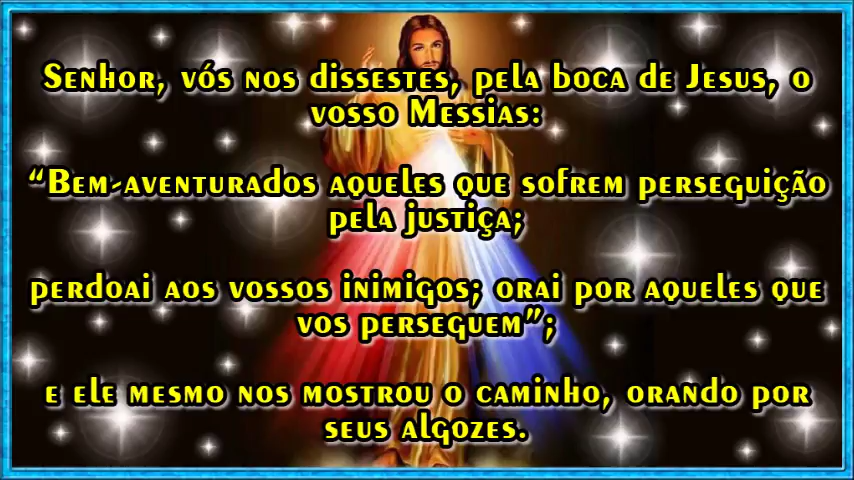 Senhor, vós nos dissestes, pela boca de Jesus, o
vosso Messias:
“Bem-aventurados aqueles que sofrem perseguição
pela justiça;
perdoai aos vossos inimigos; orai por aqueles que
vos perseguem”;
e ele mesmo nos mostrou o caminho, orando por
seus algozes.